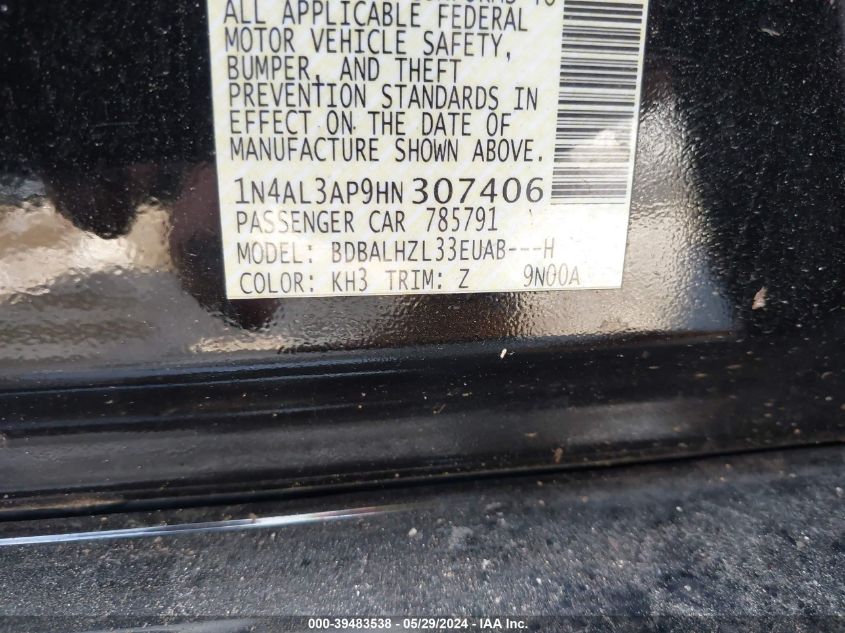 ALL APPLICABLE FEDERAL
MOTOR VEHICLE SAFETY,
BUMPER, AND THEFT
PREVENTION STANDARDS IN
EFFECT ON THE DATE OF
MANUFACTURE SHOWN ABOVE.
1N4AL3AP9HN307406
PASSENGER CAR 785791
MODEL: BDBALHZL33EUAB---H
COLOR: KH3 TRIM: Z 9N00A
000-39483538 - 05/29/2024 - IAA Inc.